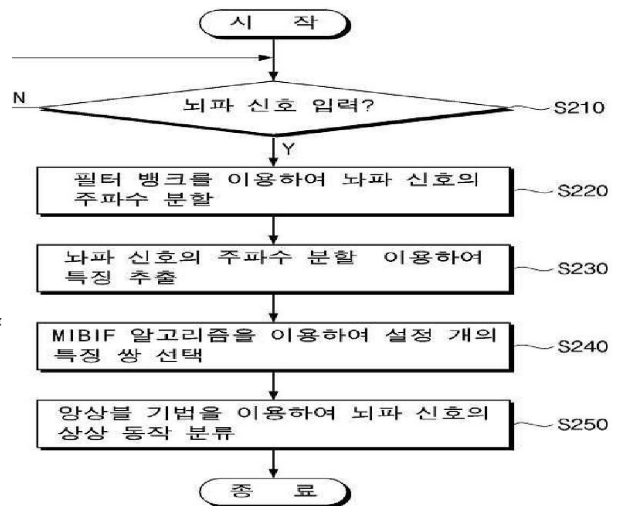 시 작
뇌파 신호 입력?
S210
N
Y
필터 뱅크를 이용하여 뇌파 신호의
주파수 분할
S220
뇌파 신호의 주파수 분할 이용하여
특징 추출
S230
MIBIF 알고리즘을 이용하여 설정 개의
특징 쌍 선택
S240
앙상블 기법을 이용하여 뇌파 신호의
상상 동작 분류
S250
종 료